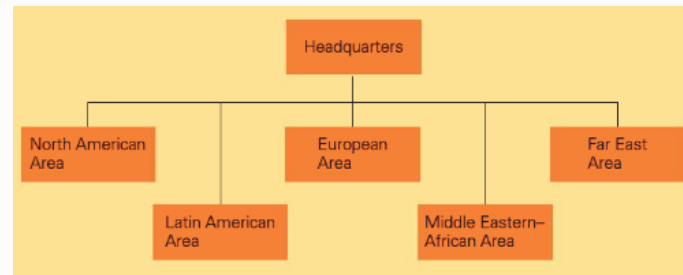 Headquarters
North American
Area
European
Area
Far East
Area
Latin American
Area
Middle Eastern–
African Area